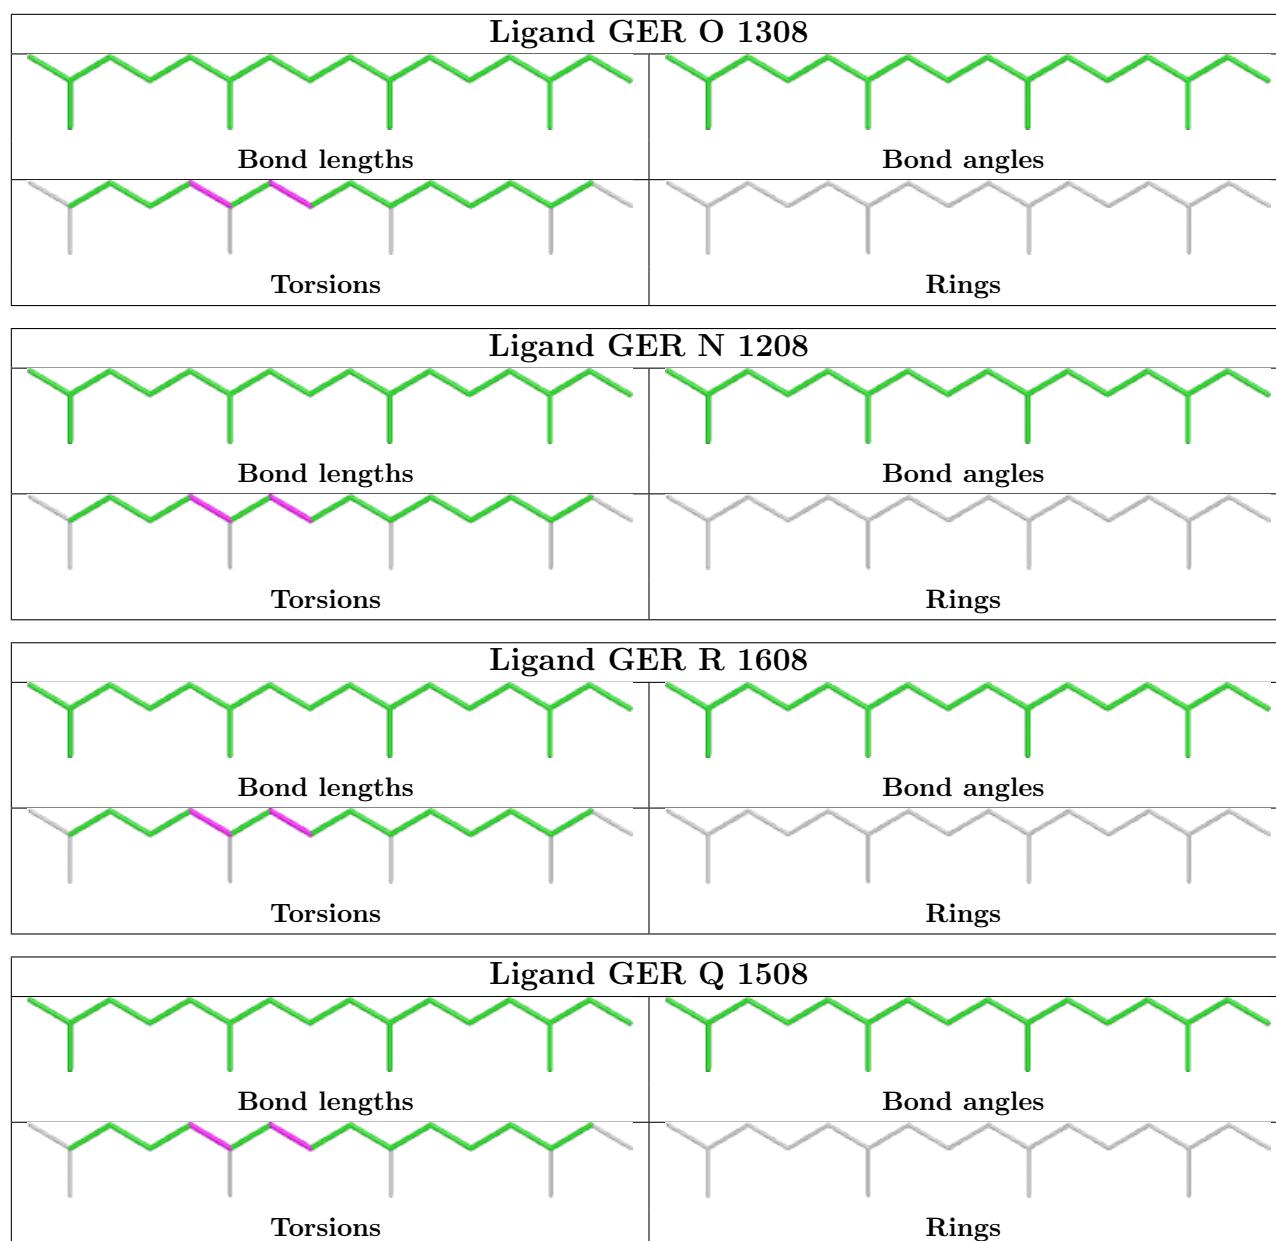 Ligand GER O 1308
Bond lengths
Bond angles
Torsions
Rings
Ligand GER N 1208
Bond lengths
Bond angles
Torsions
Rings
Ligand GER R 1608
Bond lengths
Bond angles
Torsions
Rings
Ligand GER Q 1508
Bond lengths
Bond angles
Torsions
Rings